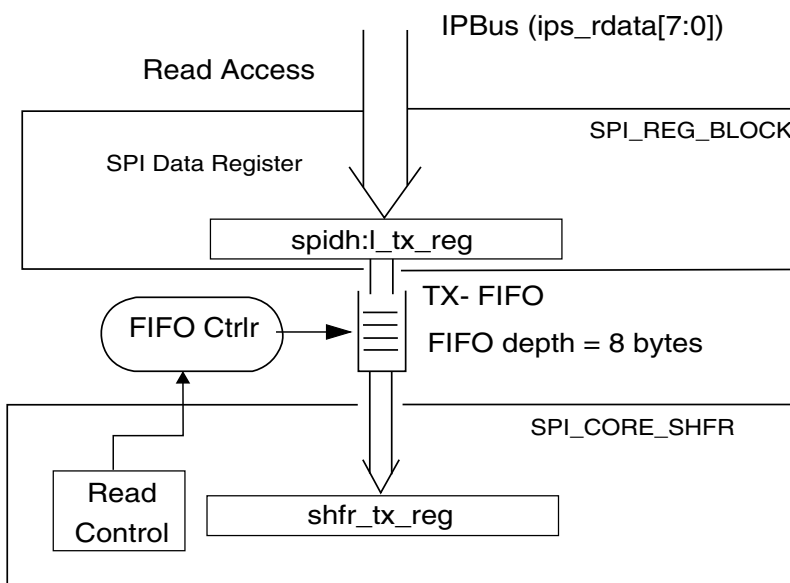 IPBus (ips_rdata[7:0])
Read Access
SPI_REG_BLOCK
SPI Data Register
spidh:l_tx_reg
TX- FIFO
FIFO Ctrlr
FIFO depth = 8 bytes
SPI_CORE_SHFR
Read
Control
shfr_tx_reg